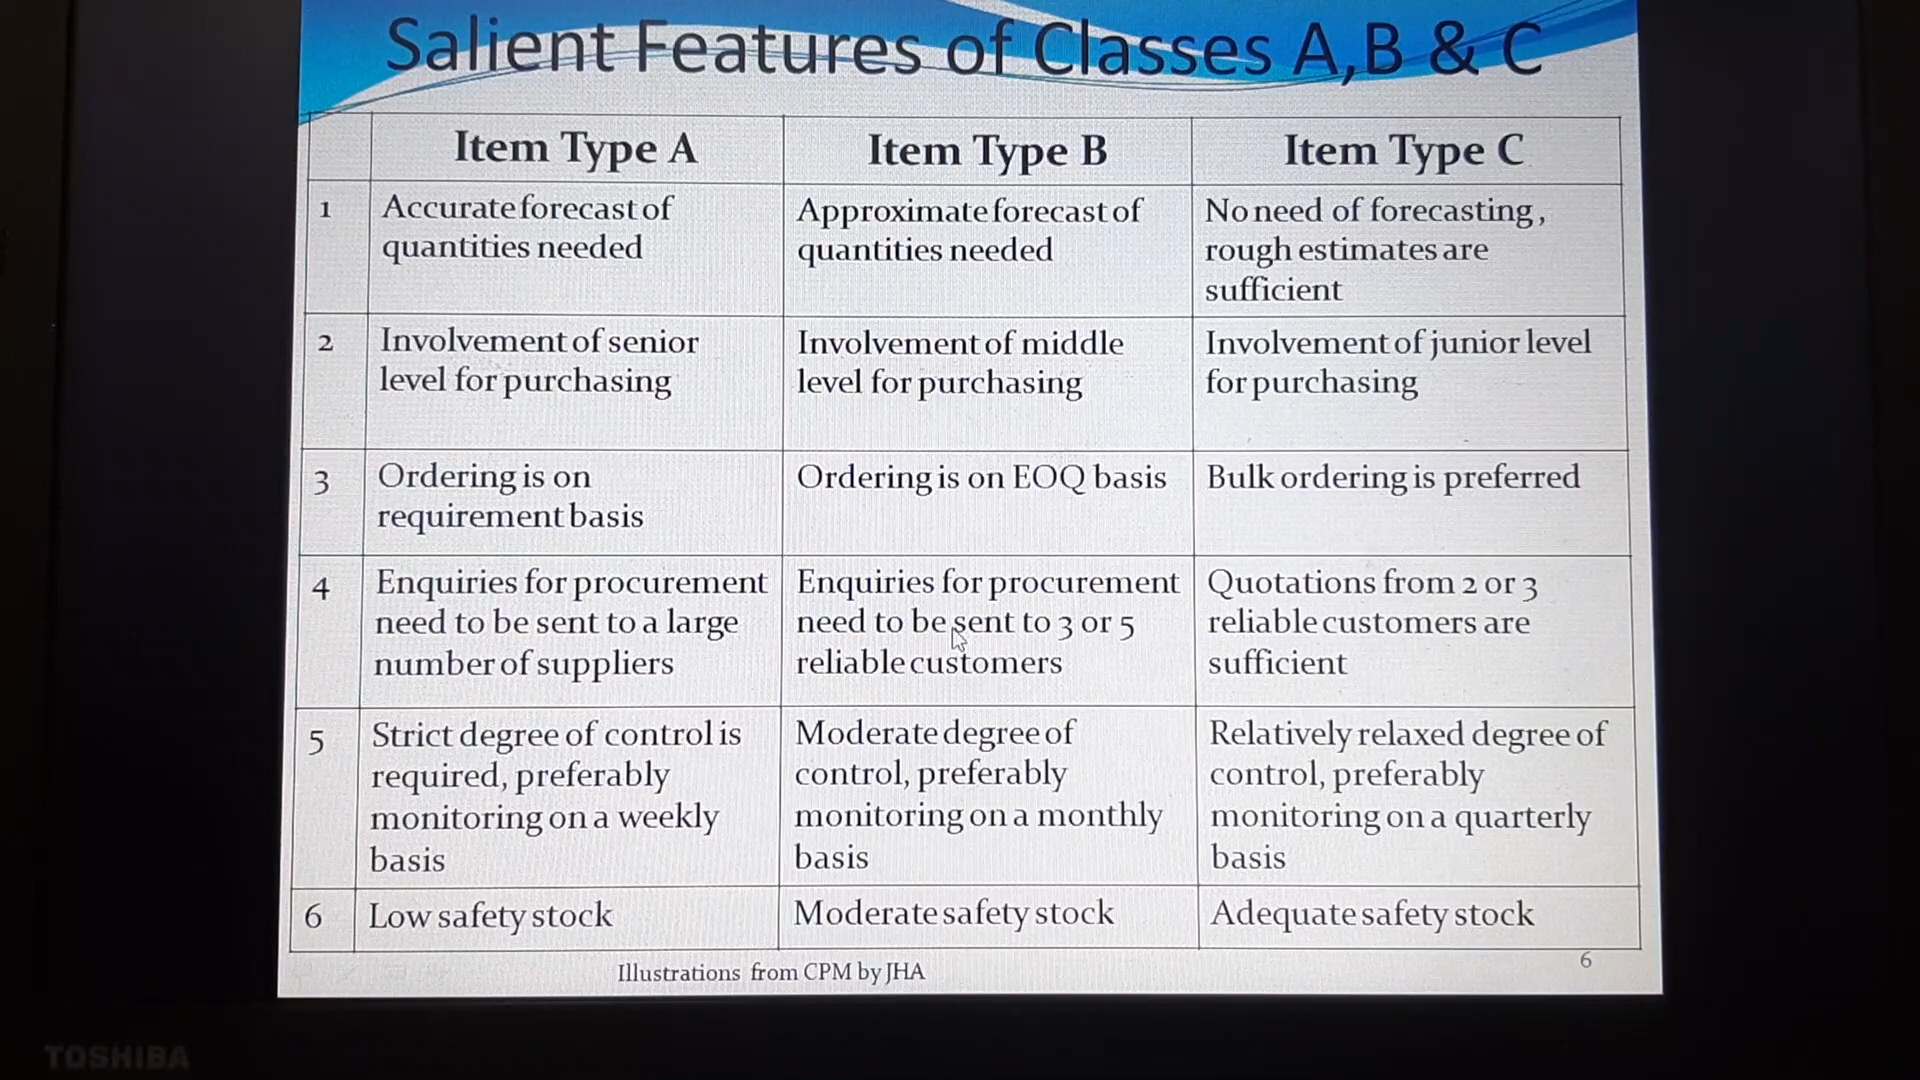 Salient Features of Classes A,B & C
Item Type A
Item Type B
Item Type C
1
Accurate forecast of
quantities needed
Approximate forecast of
quantities needed
No need of forecasting,
rough estimates are
sufficient
2
Involvement of senior
level for purchasing
Involvement of middle
level for purchasing
Involvement of junior level
for purchasing
3
Ordering is on
requirement basis
Ordering is on EOQ basis
Bulk ordering is preferred
4
Enquiries for procurement
need to be sent to a large
number of suppliers
Enquiries for procurement
need to be sent to 3 or 5
reliable customers
Quotations from 2 or 3
reliable customers are
sufficient
5
Strict degree of control is
required, preferably
monitoring on a weekly
basis
Moderate degree of
control, preferably
monitoring on a monthly
basis
Relatively relaxed degree of
control, preferably
monitoring on a quarterly
basis
6
Low safety stock
Moderate safety stock
Adequate safety stock
Illustrations from CPM by JHA
6
TOSHIBA